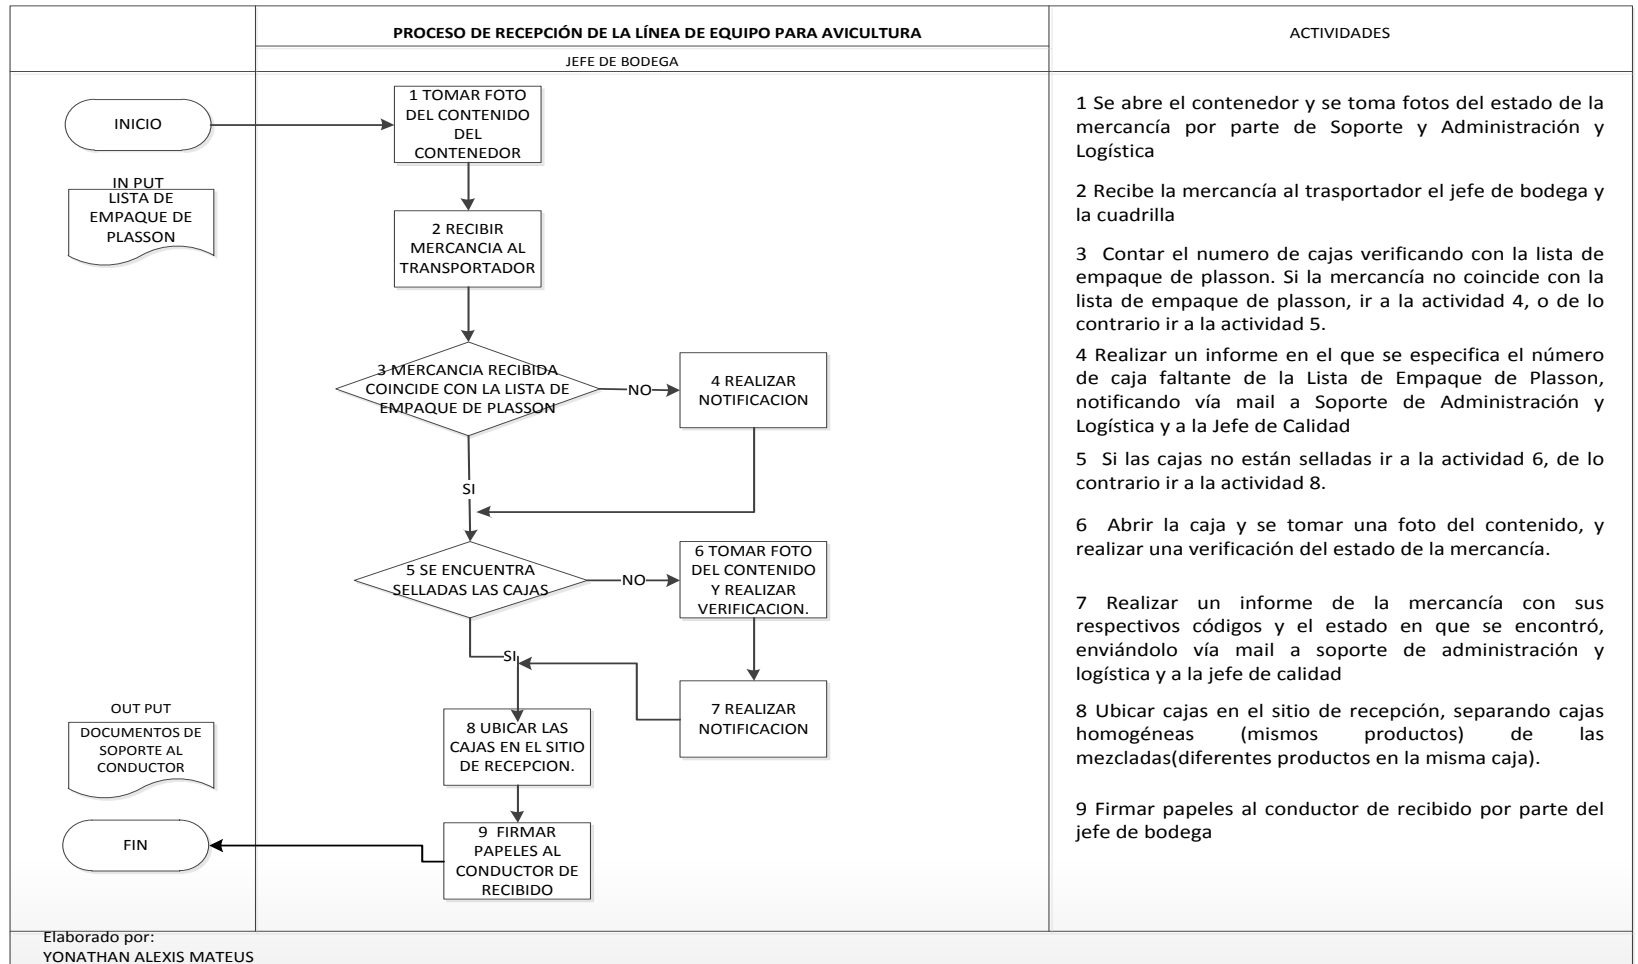 PROCESO DE RECEPCIÓN DE LA LÍNEA DE EQUIPO PARA AVICULTURA
ACTIVIDADES
JEFE DE BODEGA
INICIO
1 TOMAR FOTO
DEL CONTENIDO
DEL
CONTENEDOR
IN PUT
LISTA DE
EMPAQUE DE
PLASSON
2 RECIBIR
MERCANCIA AL
TRANSPORTADOR
3 MERCANCIA RECIBIDA
COINCIDE CON LA LISTA DE
EMPAQUE DE PLASSON
NO
4 REALIZAR
NOTIFICACION
SI
5 SE ENCUENTRA
SELLADAS LAS CAJAS
NO
6 TOMAR FOTO
DEL CONTENIDO
Y REALIZAR
VERIFICACION.
SI
7 REALIZAR
NOTIFICACION
8 UBICAR LAS
CAJAS EN EL SITIO
DE RECEPCION.
OUT PUT
DOCUMENTOS DE
SOPORTE AL
CONDUCTOR
9 FIRMAR
PAPELES AL
CONDUCTOR DE
RECIBIDO
FIN
1 Se abre el contenedor y se toma fotos del estado de la
mercancía por parte de Soporte y Administración y
Logística
2 Recibe la mercancía al trasportador el jefe de bodega y
la cuadrilla
3 Contar el numero de cajas verificando con la lista de
empaque de plasson. Si la mercancía no coincide con la
lista de empaque de plasson, ir a la actividad 4, o de lo
contrario ir a la actividad 5.
4 Realizar un informe en el que se especifica el número
de caja faltante de la Lista de Empaque de Plasson,
notificando vía mail a Soporte de Administración y
Logística y a la Jefe de Calidad
5 Si las cajas no están selladas ir a la actividad 6, de lo
contrario ir a la actividad 8.
6 Abrir la caja y se tomar una foto del contenido, y
realizar una verificación del estado de la mercancía.
7 Realizar un informe de la mercancía con sus
respectivos códigos y el estado en que se encontró,
enviándolo vía mail a soporte de administración y
logística y a la jefe de calidad
8 Ubicar cajas en el sitio de recepción, separando cajas
homogéneas (mismos productos) de las
mezcladas(diferentes productos en la misma caja).
9 Firmar papeles al conductor de recibido por parte del
jefe de bodega
Elaborado por:
YONATHAN ALEXIS MATEUS